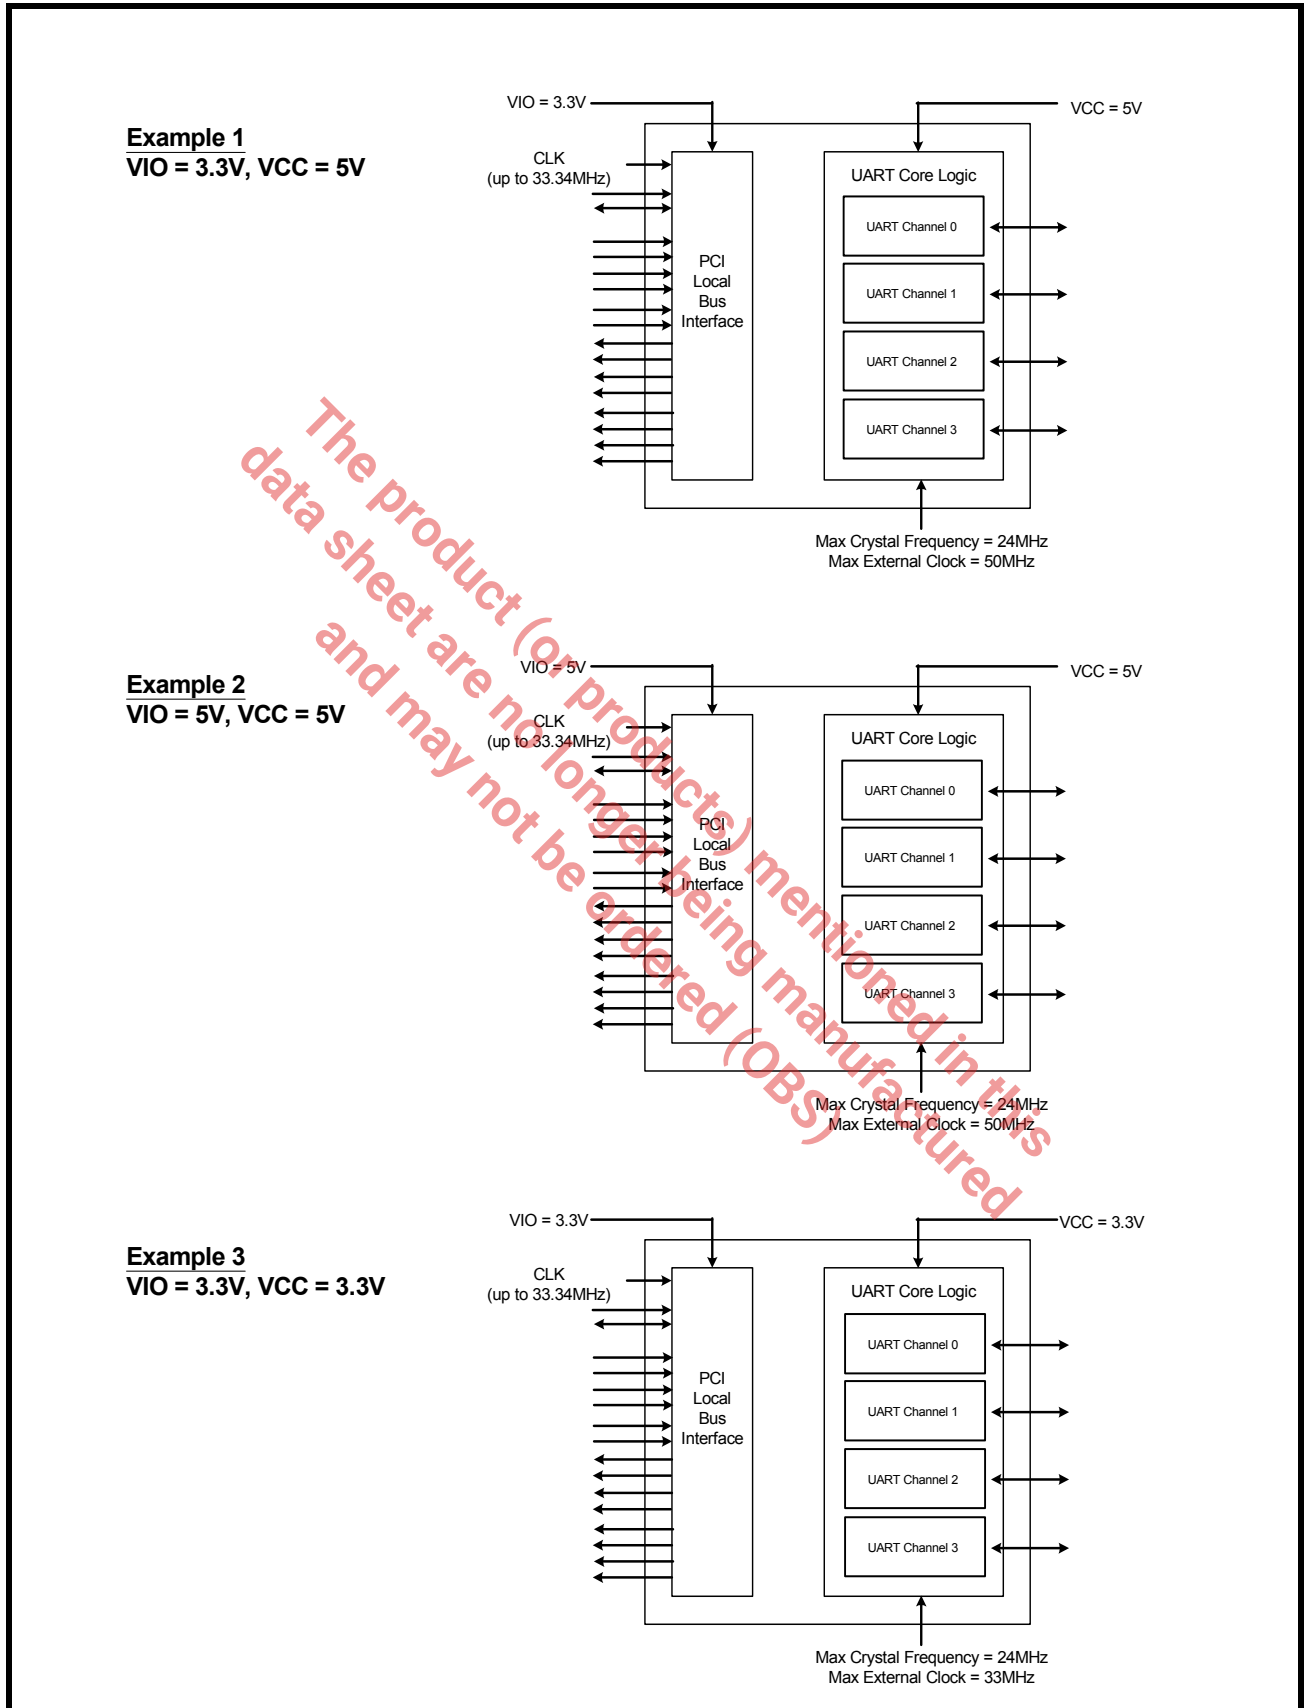 VIO = 3.3V
VCC = 5V
Example 1
VIO = 3.3V, VCC = 5V
CLK
(up to 33.34MHz)
PCI
Local
Bus
Interface
UART Core Logic
UART Channel 0
UART Channel 1
UART Channel 2
UART Channel 3
Max Crystal Frequency = 24MHz
Max External Clock = 50MHz
The product (or products) mentioned in this
data sheet are no longer being manufactured
and may not be ordered (OBS)
VIO = 5V
VCC = 5V
Example 2
VIO = 5V, VCC = 5V
CLK
(up to 33.34MHz)
PCI
Local
Bus
Interface
UART Core Logic
UART Channel 0
UART Channel 1
UART Channel 2
UART Channel 3
Max Crystal Frequency = 24MHz
Max External Clock = 50MHz
VIO = 3.3V
VCC = 3.3V
Example 3
VIO = 3.3V, VCC = 3.3V
CLK
(up to 33.34MHz)
PCI
Local
Bus
Interface
UART Core Logic
UART Channel 0
UART Channel 1
UART Channel 2
UART Channel 3
Max Crystal Frequency = 24MHz
Max External Clock = 33MHz